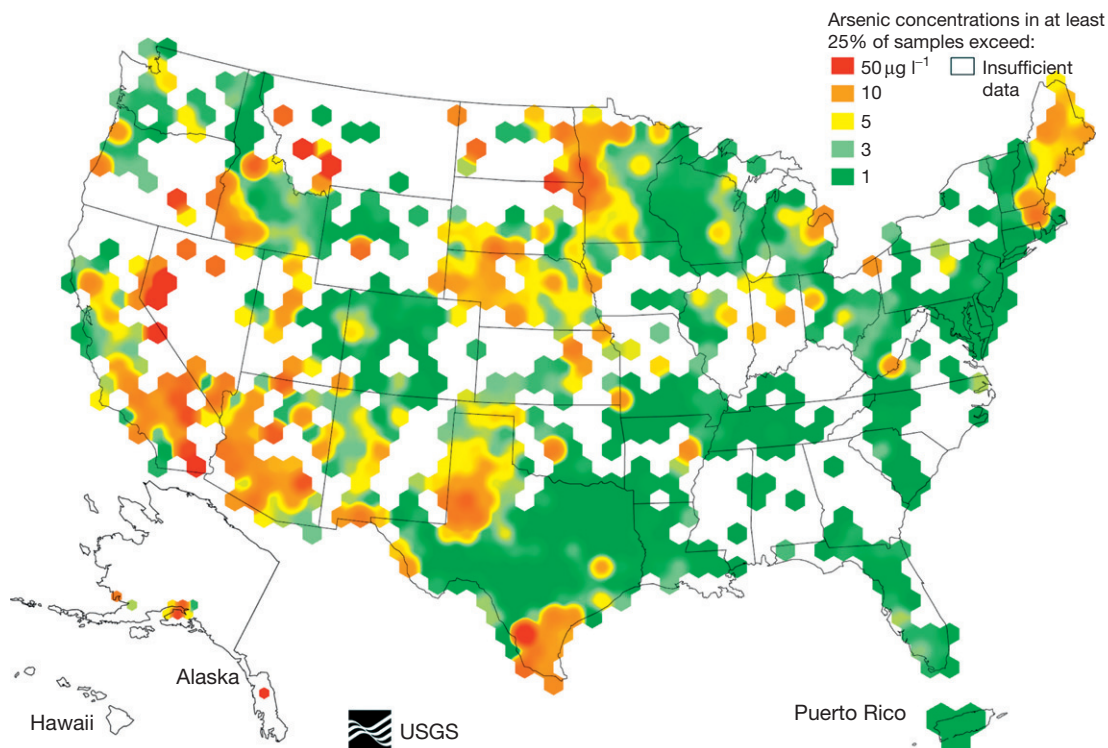 Arsenic concentrations in at least
25% of samples exceed:
50 µg l⁻¹ Insufficient
data
10
5
3
1
Alaska
Hawaii
USGS
Puerto Rico